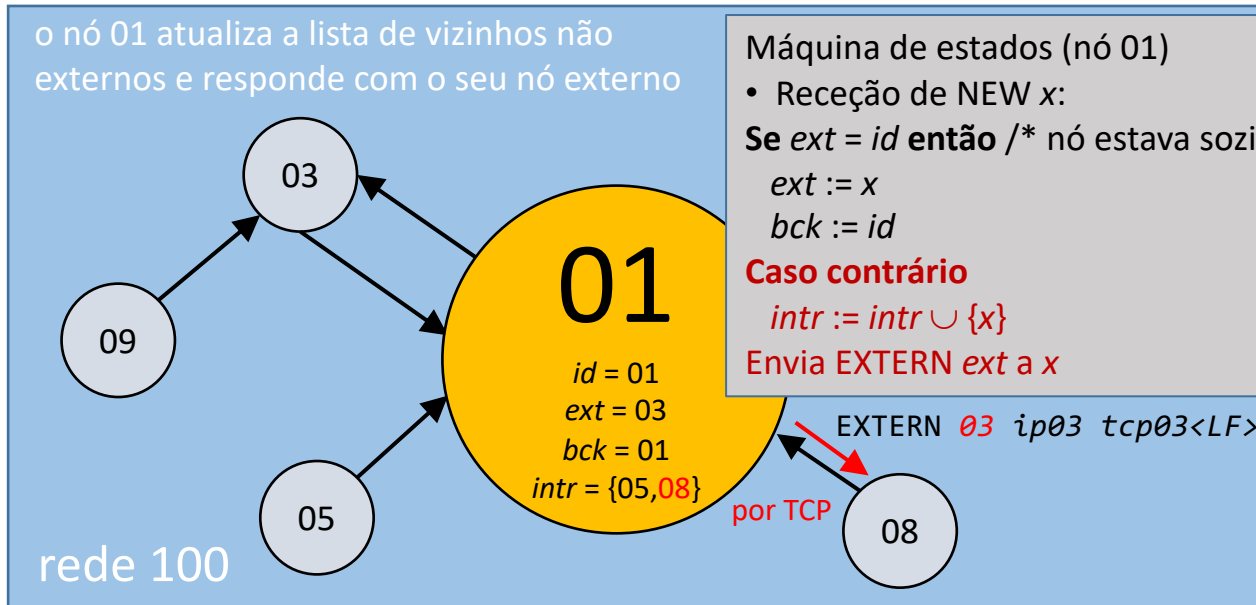 o nó 01 atualiza a lista de vizinhos não
externos e responde com o seu nó externo
Máquina de estados (nó 01)
• Receção de NEW x:
Se ext = id então /* nó estava sozi
ext := x
bck := id
Caso contrário
intr := intr ∪ {x}
Envia EXTERN ext a x
03
09
05
01
id = 01
ext = 03
bck = 01
intr = {05,08}
EXTERN 03 ip03 tcp03<LF>
por TCP
08
rede 100